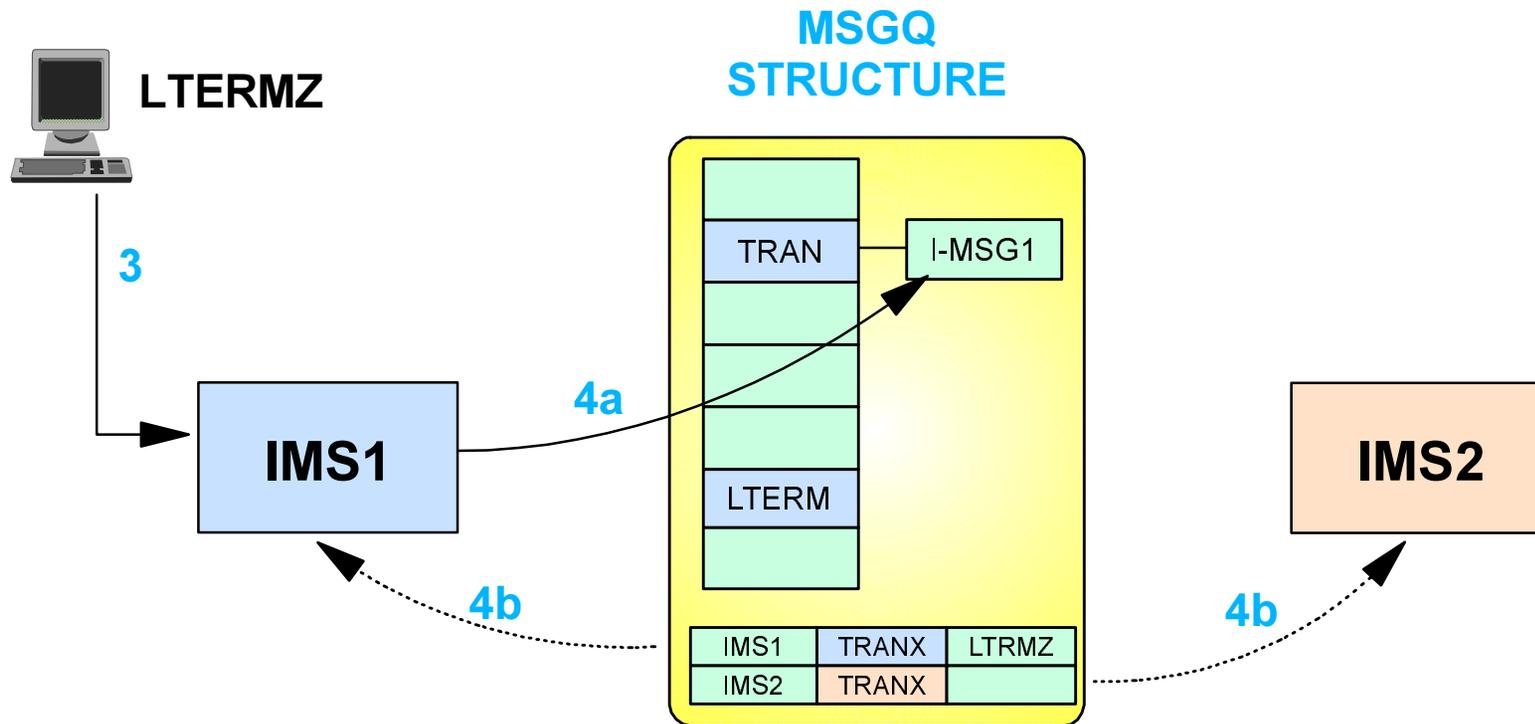 MSGQ
STRUCTURE
LTERMZ
3
TRAN
I-MSG1
4a
IMS1
LTERM
IMS2
4b
4b
IMS1 TRANX LTRMZ
IMS2 TRANX